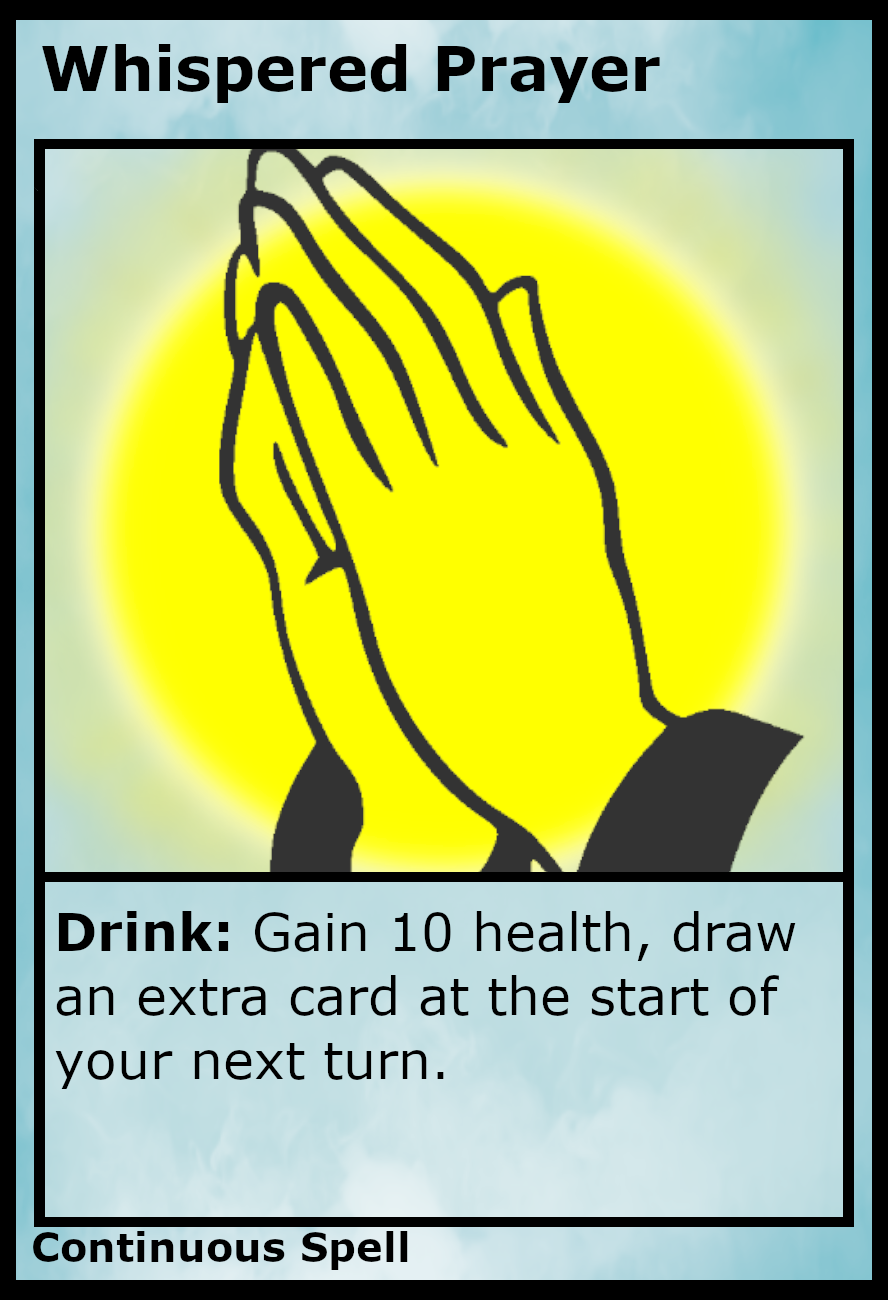 Whispered Prayer
Drink: Gain 10 health, draw
an extra card at the start of
your next turn.
Continuous Spell